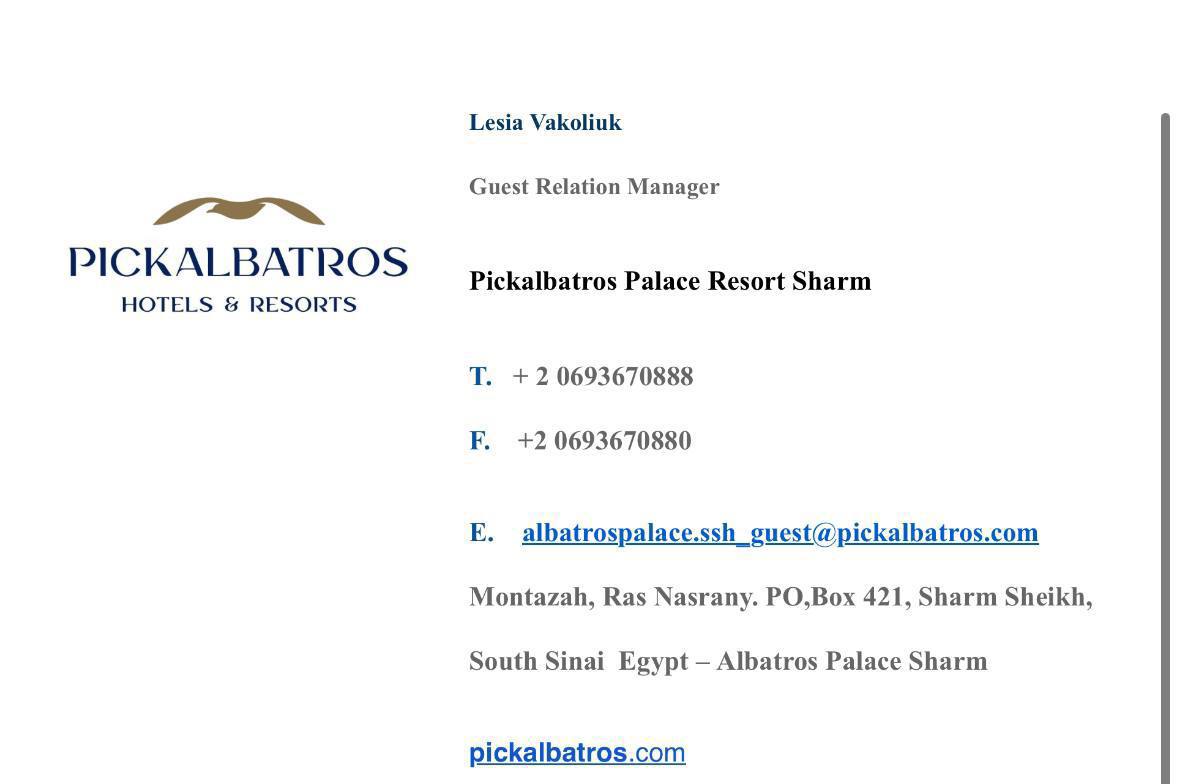 Lesia Vakoliuk
Guest Relation Manager
PICKALBATROS
HOTELS & RESORTS
Pickalbatros Palace Resort Sharm
T. + 2 0693670888
F. +2 0693670880
E. albatrospalace.ssh_guest@pickalbatros.com
Montazah, Ras Nasrany. PO,Box 421, Sharm Sheikh,
South Sinai Egypt – Albatros Palace Sharm
pickalbatros.com